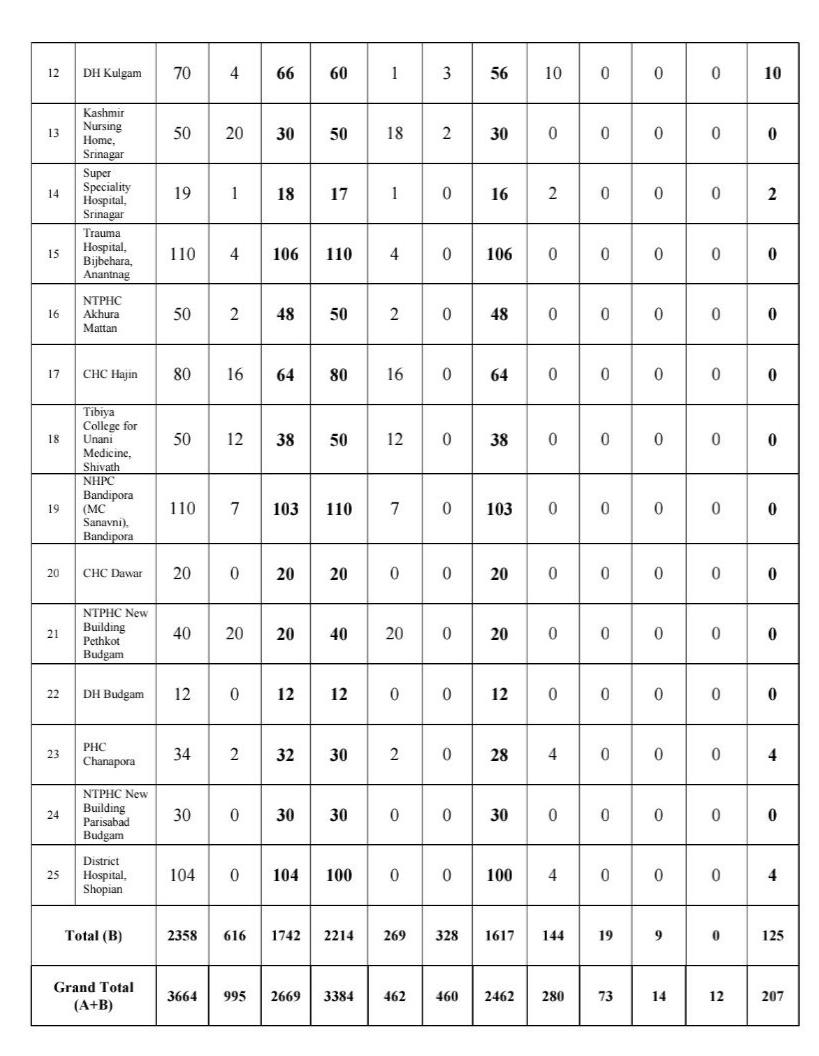 12 DH Kulgam 70 4 66 60 1 3 56 10 0 0 0 10
13 Kashmir Nursing Home, Srinagar 50 20 30 50 18 2 30 0 0 0 0 0
14 Super Speciality Hospital, Srinagar 19 1 18 17 1 0 16 2 0 0 0 2
15 Trauma Hospital, Bijbehara, Anantnag 110 4 106 110 4 0 106 0 0 0 0 0
16 NTPHC Akhura Mattan 50 2 48 50 2 0 48 0 0 0 0 0
17 CHC Hajin 80 16 64 80 16 0 64 0 0 0 0 0
18 Tibiya College for Unani Medicine, Shivath 50 12 38 50 12 0 38 0 0 0 0 0
19 NHPC Bandipora (MC Sanavni), Bandipora 110 7 103 110 7 0 103 0 0 0 0 0
20 CHC Dawar 20 0 20 20 0 0 20 0 0 0 0 0
21 NTPHC New Building Pethkot Budgam 40 20 20 40 20 0 20 0 0 0 0 0
22 DH Budgam 12 0 12 12 0 0 12 0 0 0 0 0
23 PHC Chanapora 34 2 32 30 2 0 28 4 0 0 0 4
24 NTPHC New Building Parisabad Budgam 30 0 30 30 0 0 30 0 0 0 0 0
25 District Hospital, Shopian 104 0 104 100 0 0 100 4 0 0 0 4
Total (B) 2358 616 1742 2214 269 328 1617 144 19 9 0 125
Grand Total (A+B) 3664 995 2669 3384 462 460 2462 280 73 14 12 207